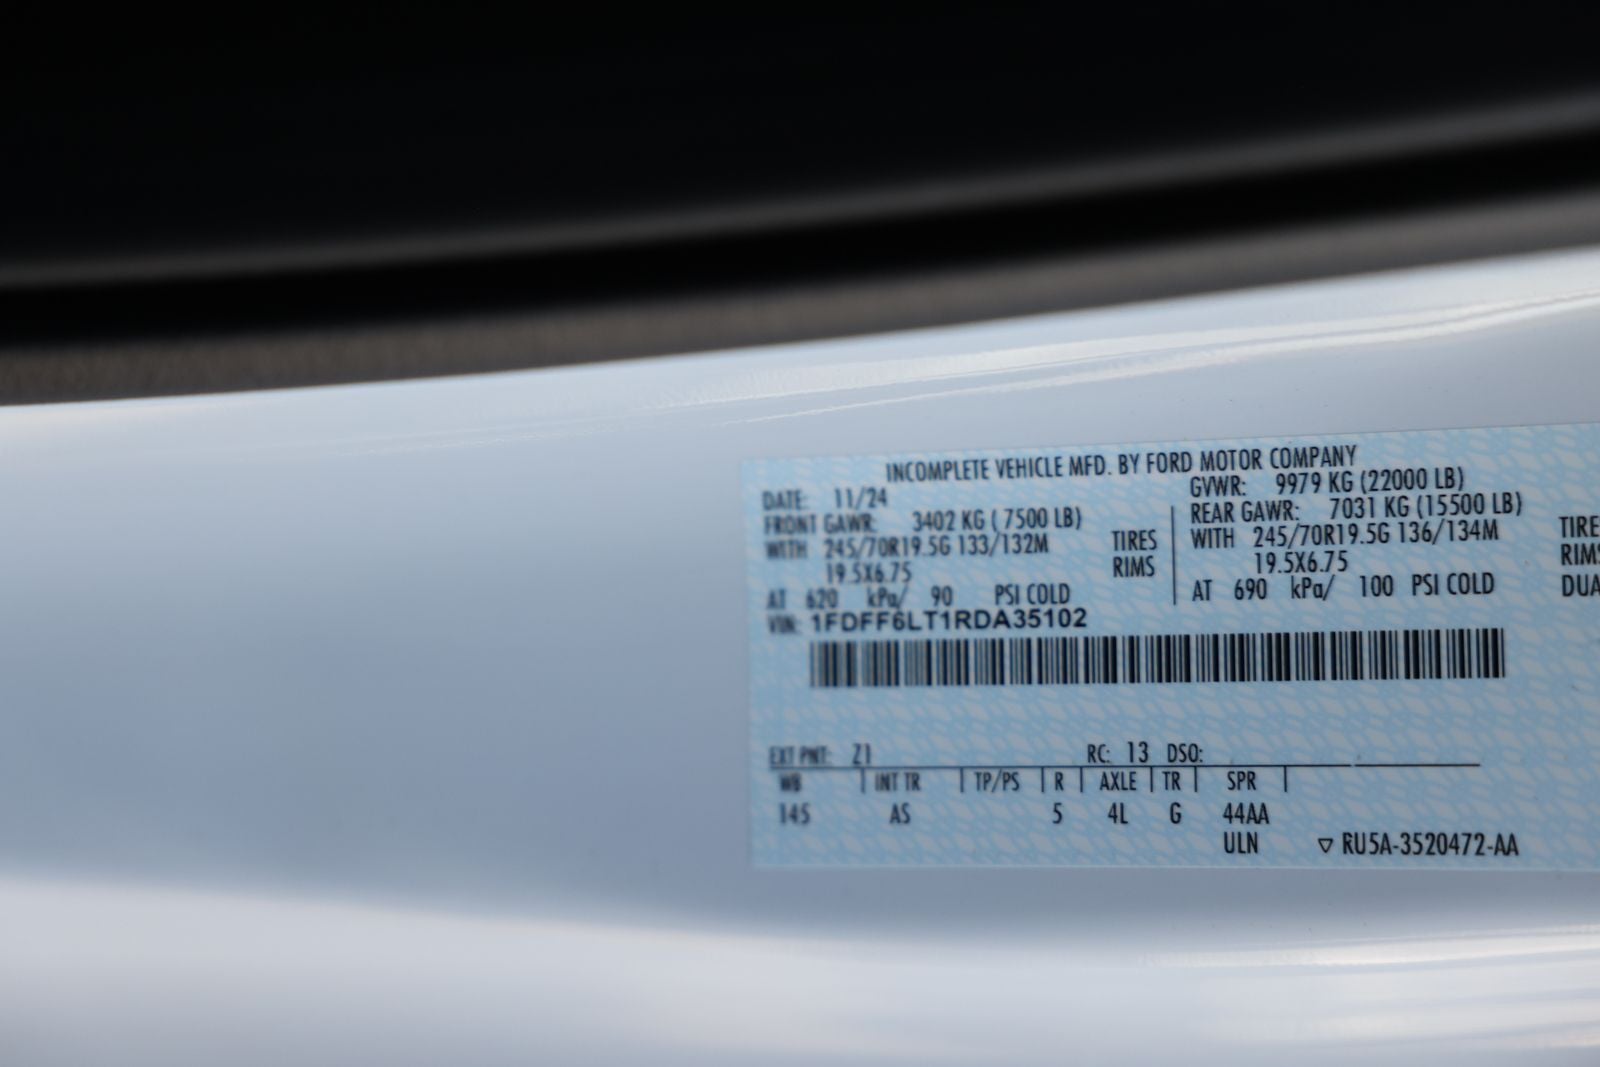 INCOMPLETE VEHICLE MFD. BY FORD MOTOR COMPANY
DATE: 11/24 GVWR: 9979 KG (22000 LB)
FRONT GAWR: 3402 KG ( 7500 LB) REAR GAWR: 7031 KG (15500 LB)
WITH 245/70R19.5G 133/132M TIRES WITH 245/70R19.5G 136/134M TIRE
19.5X6.75 RIMS 19.5X6.75 RIMS
AT 620 kPa/ 90 PSI COLD AT 690 kPa/ 100 PSI COLD DUA
VIN: 1FDFF6LT1RDA35102
EXT PNT: Z1 RC: 13 DSO:
WB INT TR TP/PS R AXLE TR SPR
145 AS 5 4L G 44AA
ULN ▽ RU5A-3520472-AA